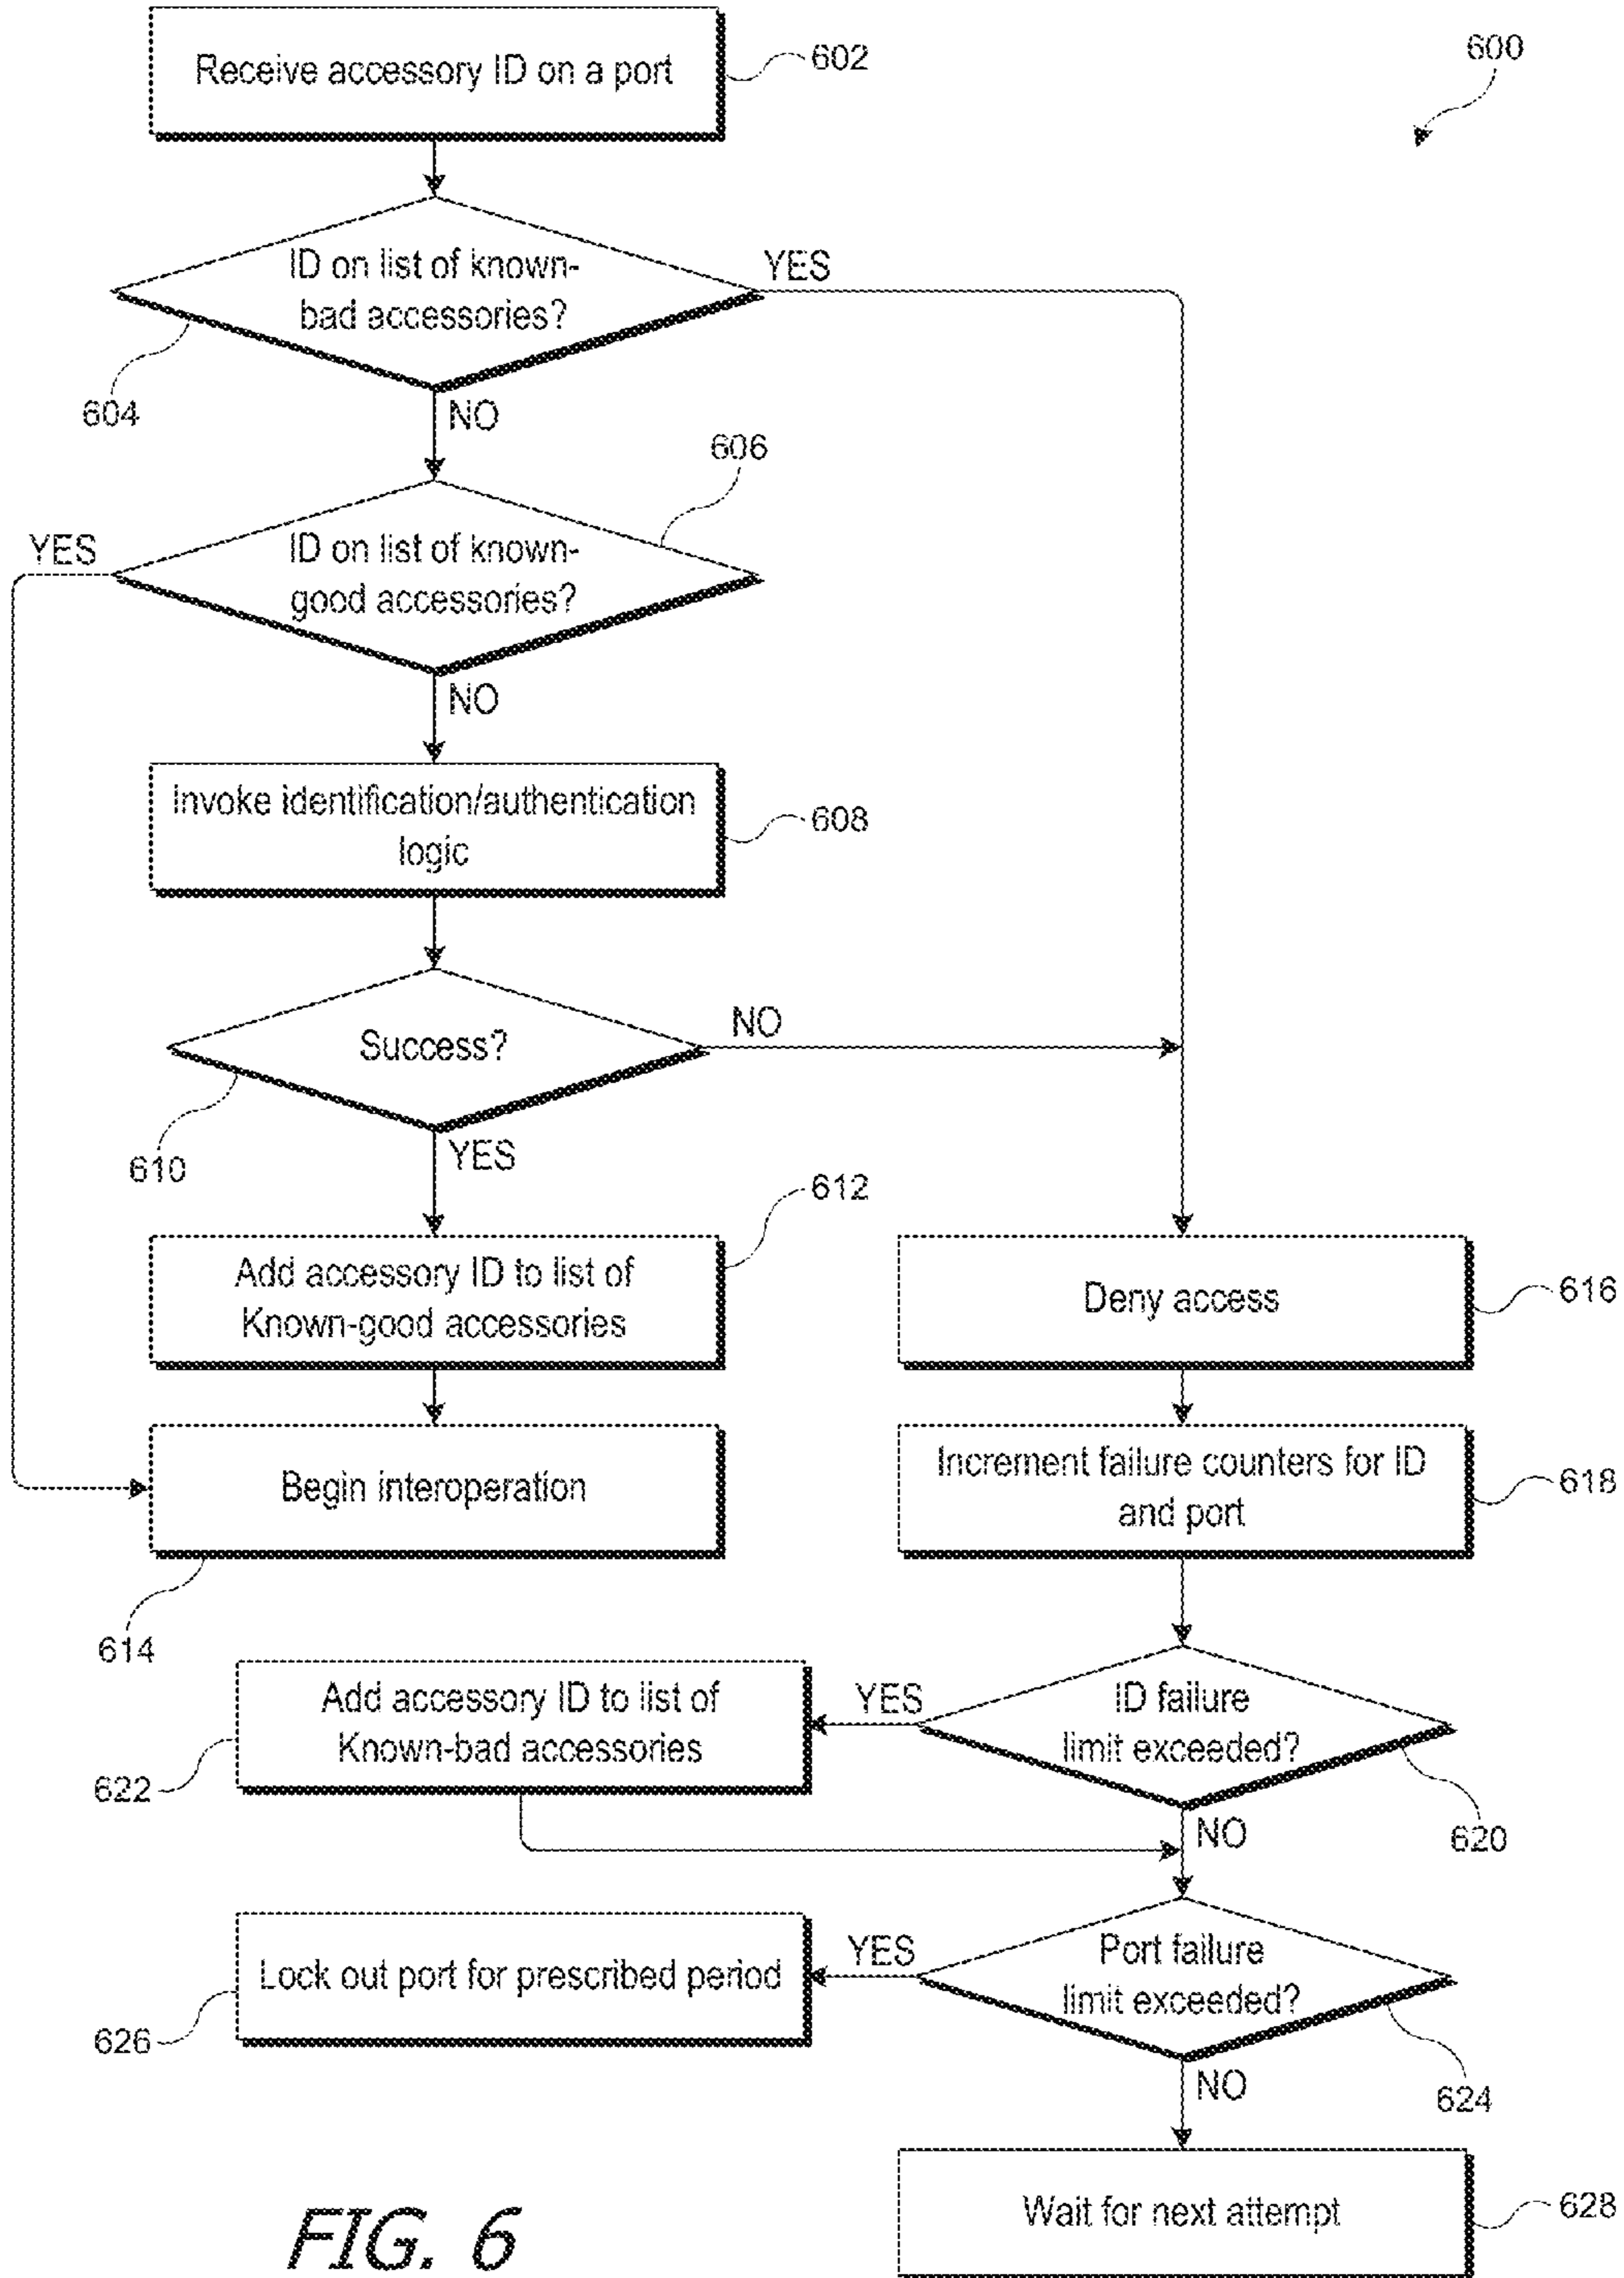 Receive accessory ID on a port
602
600
ID on list of known-
bad accessories?
YES
604
NO
606
ID on list of known-
good accessories?
YES
NO
Invoke identification/authentication
logic
608
Success?
NO
610
YES
612
Add accessory ID to list of
Known-good accessories
Deny access
616
Begin interoperation
614
Increment failure counters for ID
and port
618
ID failure
limit exceeded?
YES
620
NO
Add accessory ID to list of
Known-bad accessories
622
Port failure
limit exceeded?
YES
624
NO
Lock out port for prescribed period
626
Wait for next attempt
628
FIG. 6